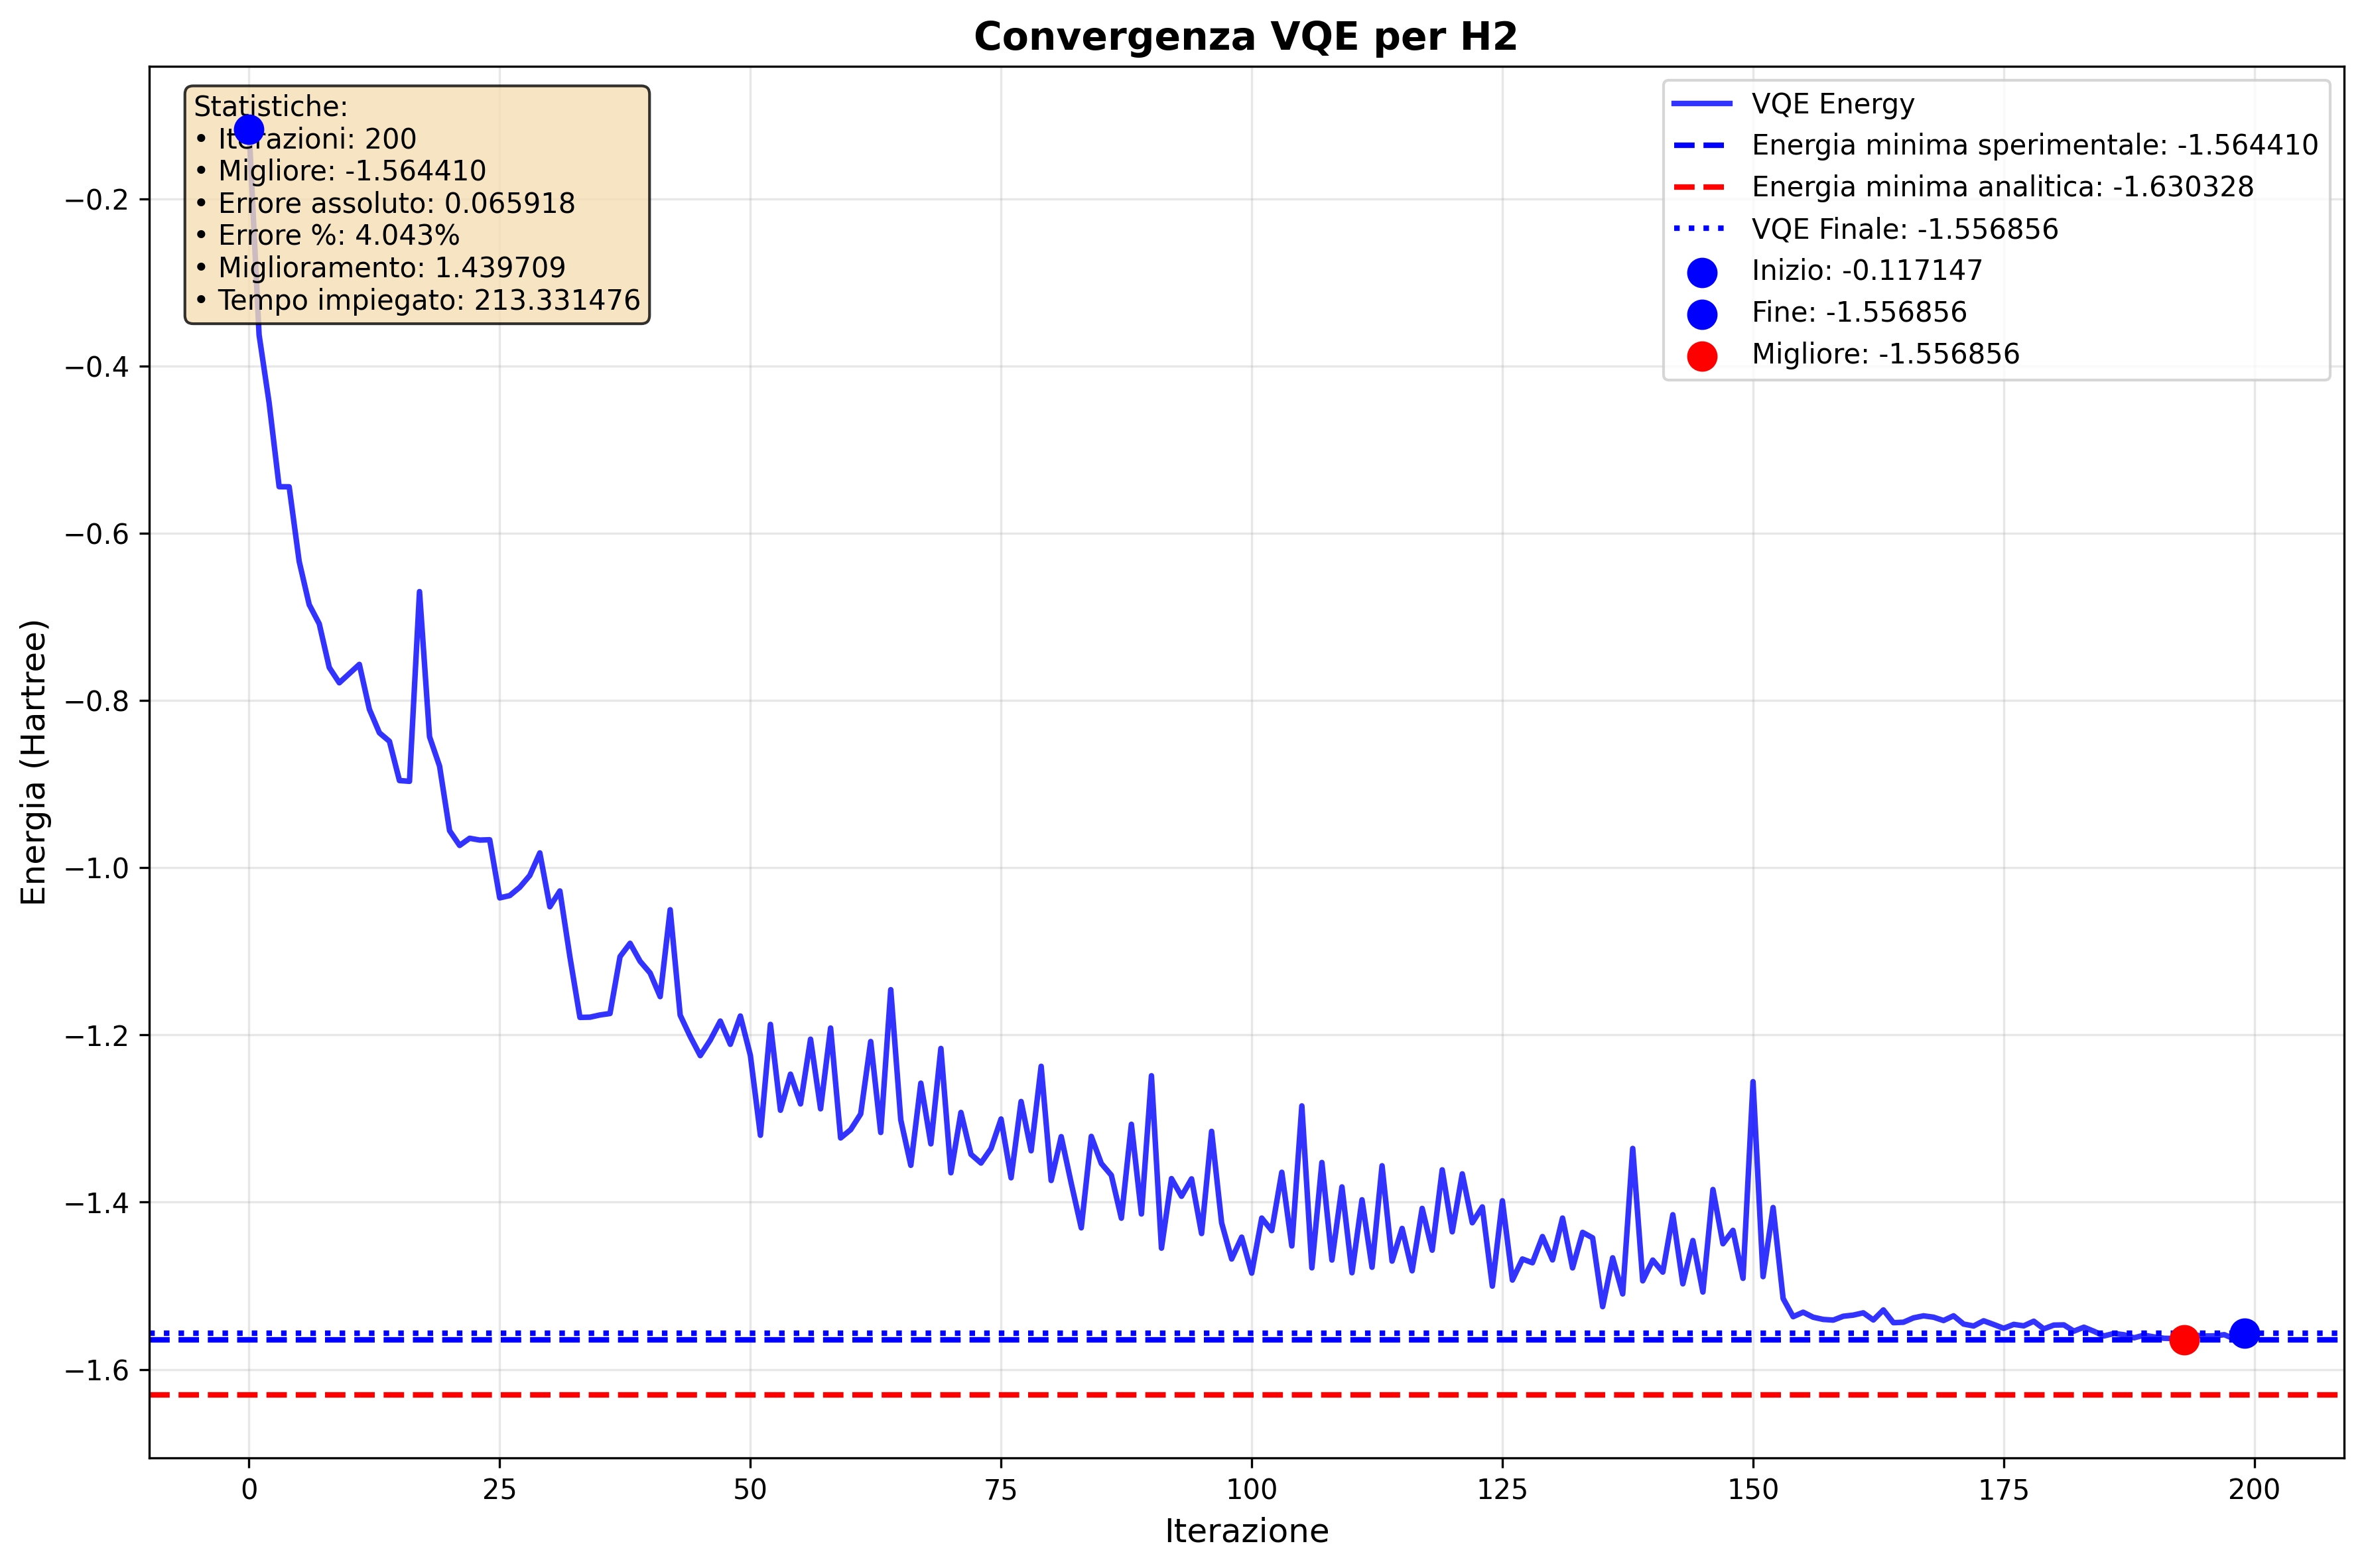 Convergenza VQE per H2
Statistiche:
• Iterazioni: 200
• Migliore: -1.564410
• Errore assoluto: 0.065918
• Errore %: 4.043%
• Miglioramento: 1.439709
• Tempo impiegato: 213.331476
VQE Energy
Energia minima sperimentale: -1.564410
Energia minima analitica: -1.630328
VQE Finale: -1.556856
Inizio: -0.117147
Fine: -1.556856
Migliore: -1.556856
Energia (Hartree)
−0.2
−0.4
−0.6
−0.8
−1.0
−1.2
−1.4
−1.6
0
25
50
75
100
125
150
175
200
Iterazione